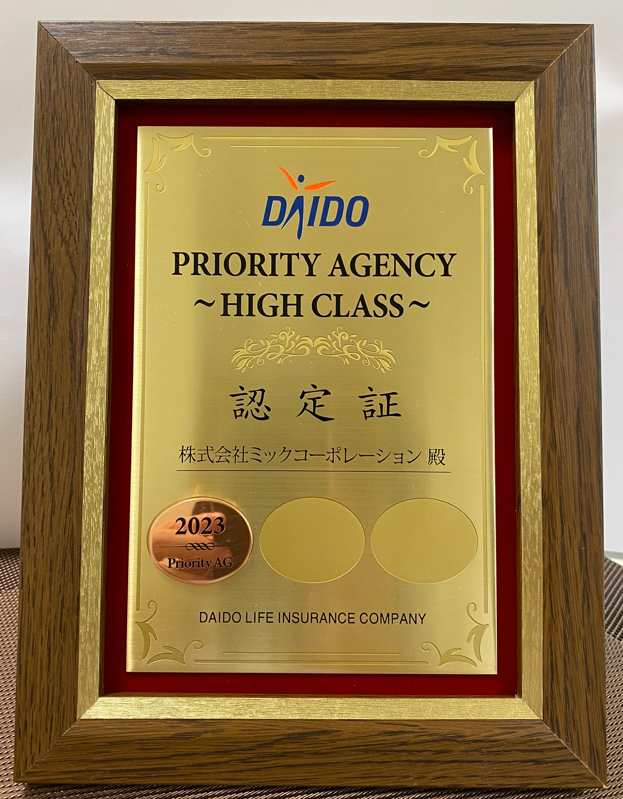 DAIDO
PRIORITY AGENCY
~HIGH CLASS~
認定証
株式会社ミックコーポレーション 殿
2023
Priority AG
DAIDO LIFE INSURANCE COMPANY